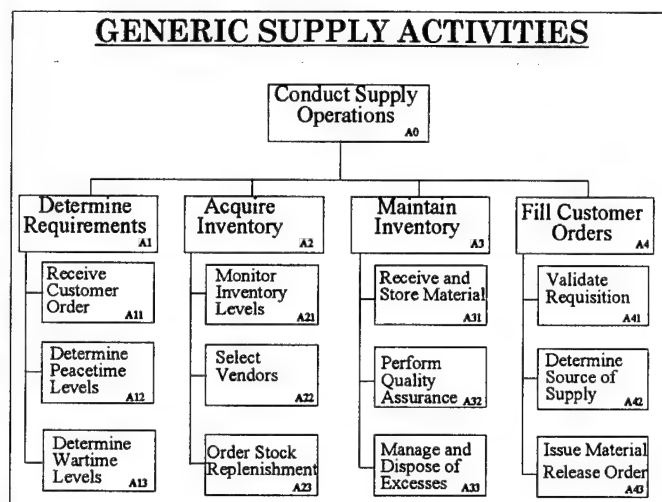 GENERIC SUPPLY ACTIVITIES
Conduct Supply
Operations
A0
Determine
Requirements
A1
Acquire
Inventory
A2
Maintain
Inventory
A3
Fill Customer
Orders
A4
Receive
Customer
Order
A11
Monitor
Inventory
Levels
A21
Receive and
Store Material
A31
Validate
Requisition
A41
Determine
Peacetime
Levels
A12
Select
Vendors
A22
Perform
Quality
Assurance
A32
Determine
Source of
Supply
A42
Determine
Wartime
Levels
A13
Order Stock
Replenishment
A23
Manage and
Dispose of
Excesses
A33
Issue Material
Release Order
A43